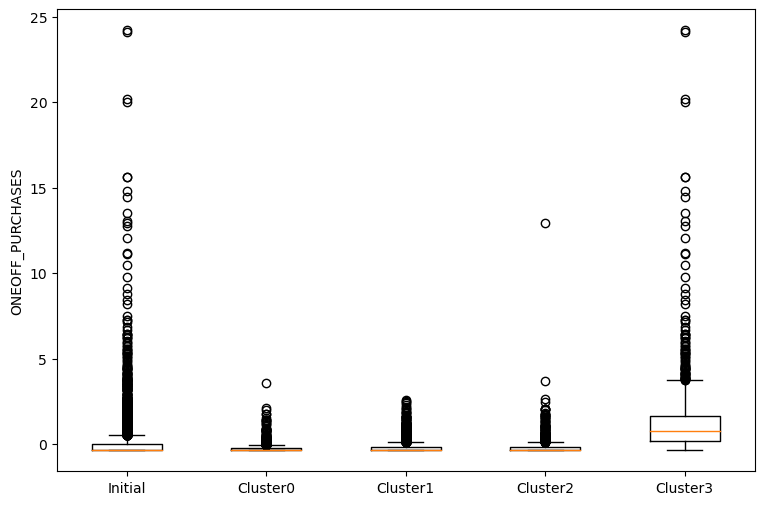 ONEOFF_PURCHASES
25
20
15
10
5
0
Initial
Cluster0
Cluster1
Cluster2
Cluster3